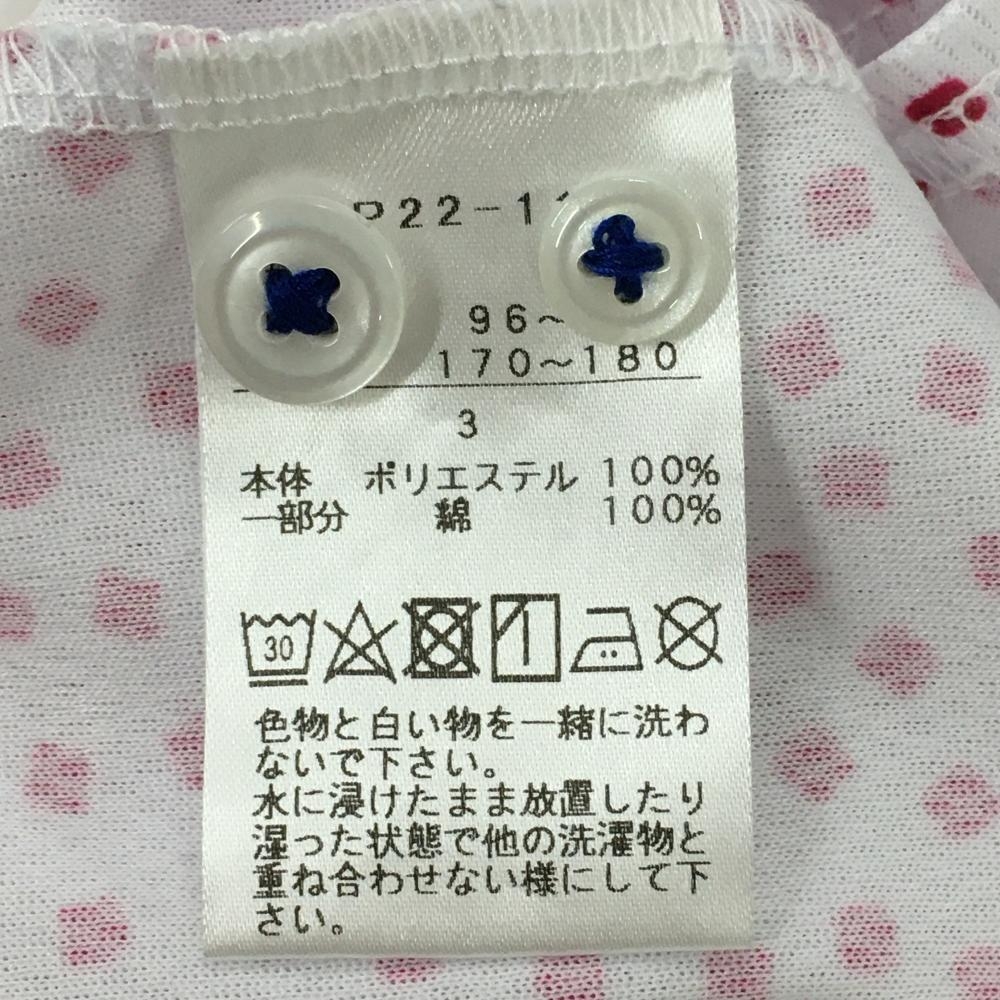 R22-1
96~
170~180
3
本体 ポリエステル 100%
一部分 綿 100%
30
色物と白い物を一緒に洗わ
ないで下さい。
水に浸けたまま放置したり
湿った状態で他の洗濯物と
重ね合わせない様にして下
さい。